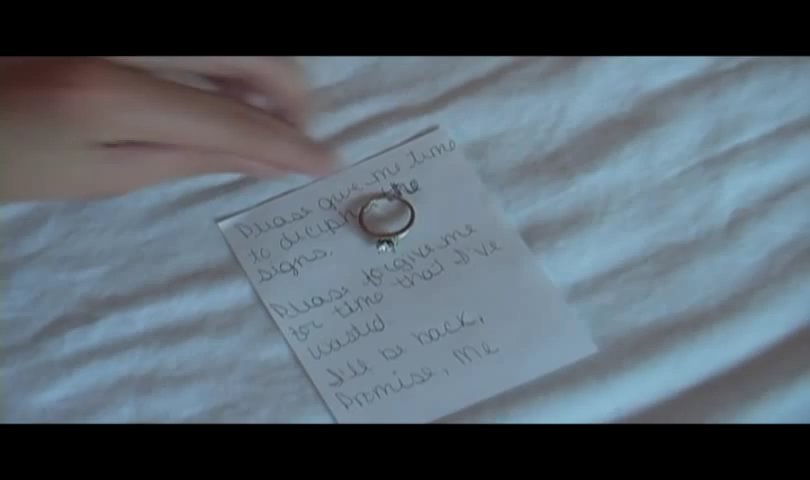 Please give me time
to decipher the
signs.
Please forgive me
for time that I've
wasted
I'll be back,
Promise, Me